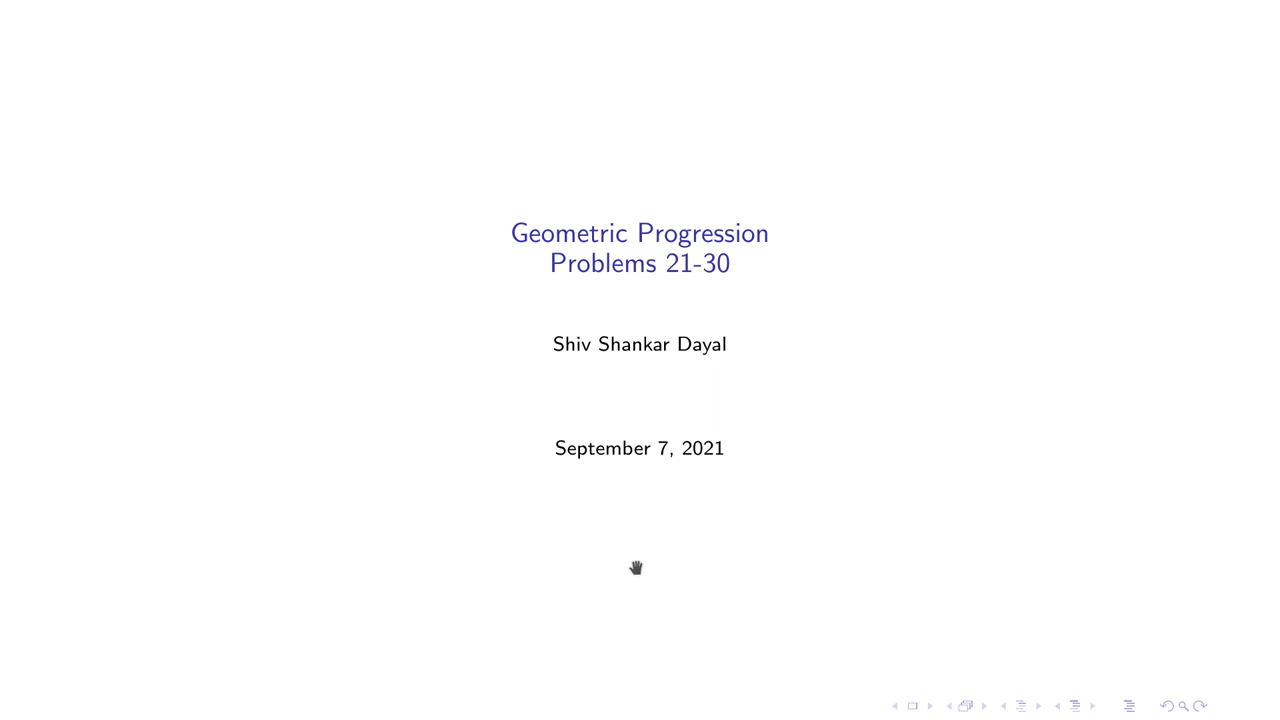 Geometric Progression
Problems 21-30
Shiv Shankar Dayal
September 7, 2021